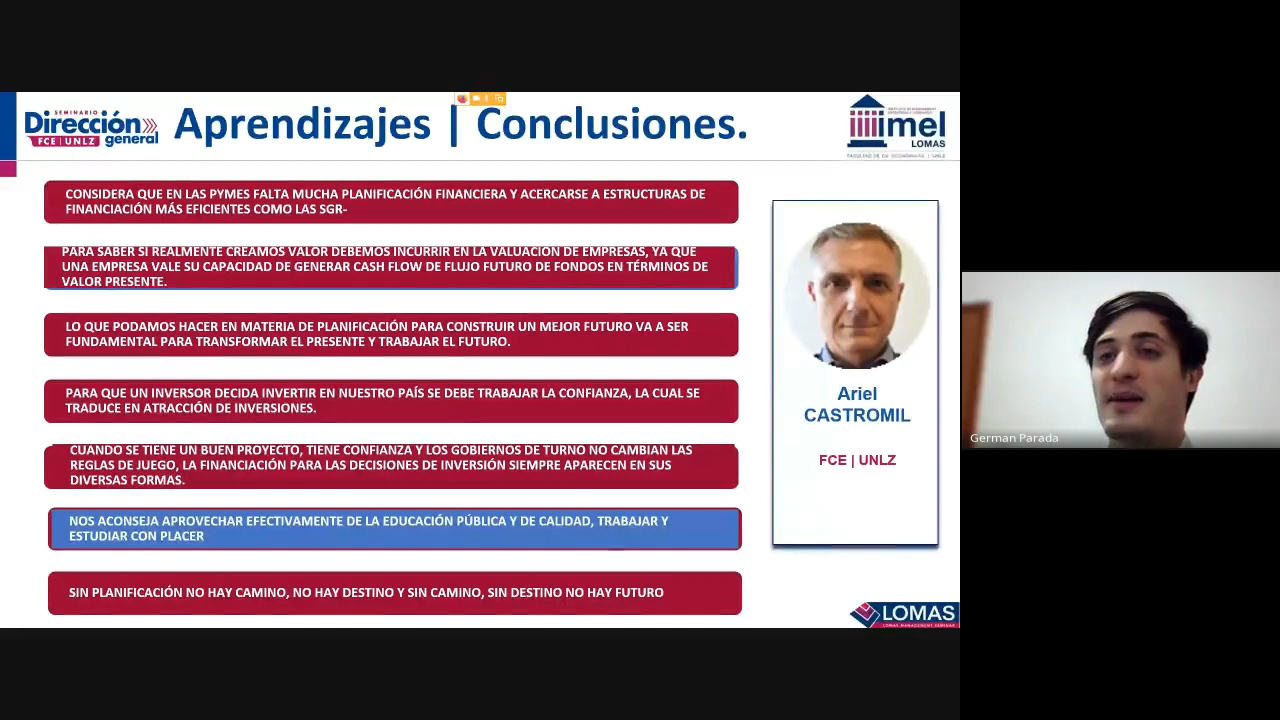 SEMINARIO
Dirección
general
FCE | UNLZ
Aprendizajes | Conclusiones.
imel
LOMAS
CONSIDERA QUE EN LAS PYMES FALTA MUCHA PLANIFICACIÓN FINANCIERA Y ACERCARSE A ESTRUCTURAS DE
FINANCIACIÓN MÁS EFICIENTES COMO LAS SGR-
PARA SABER SI REALMENTE CREAMOS VALOR DEBEMOS INCURRIR EN LA VALUACIÓN DE EMPRESAS, YA QUE
UNA EMPRESA VALE SU CAPACIDAD DE GENERAR CASH FLOW DE FLUJO FUTURO DE FONDOS EN TÉRMINOS DE
VALOR PRESENTE.
LO QUE PODAMOS HACER EN MATERIA DE PLANIFICACIÓN PARA CONSTRUIR UN MEJOR FUTURO VA A SER
FUNDAMENTAL PARA TRANSFORMAR EL PRESENTE Y TRABAJAR EL FUTURO.
PARA QUE UN INVERSOR DECIDA INVERTIR EN NUESTRO PAÍS SE DEBE TRABAJAR LA CONFIANZA, LA CUAL SE
TRADUCE EN ATRACCIÓN DE INVERSIONES.
CUANDO SE TIENE UN BUEN PROYECTO, TIENE CONFIANZA Y LOS GOBIERNOS DE TURNO NO CAMBIAN LAS
REGLAS DE JUEGO, LA FINANCIACIÓN PARA LAS DECISIONES DE INVERSIÓN SIEMPRE APARECEN EN SUS
DIVERSAS FORMAS.
NOS ACONSEJA APROVECHAR EFECTIVAMENTE DE LA EDUCACIÓN PÚBLICA Y DE CALIDAD, TRABAJAR Y
ESTUDIAR CON PLACER
SIN PLANIFICACIÓN NO HAY CAMINO, NO HAY DESTINO Y SIN CAMINO, SIN DESTINO NO HAY FUTURO
Ariel
CASTROMIL
FCE | UNLZ
LOMAS
German Parada